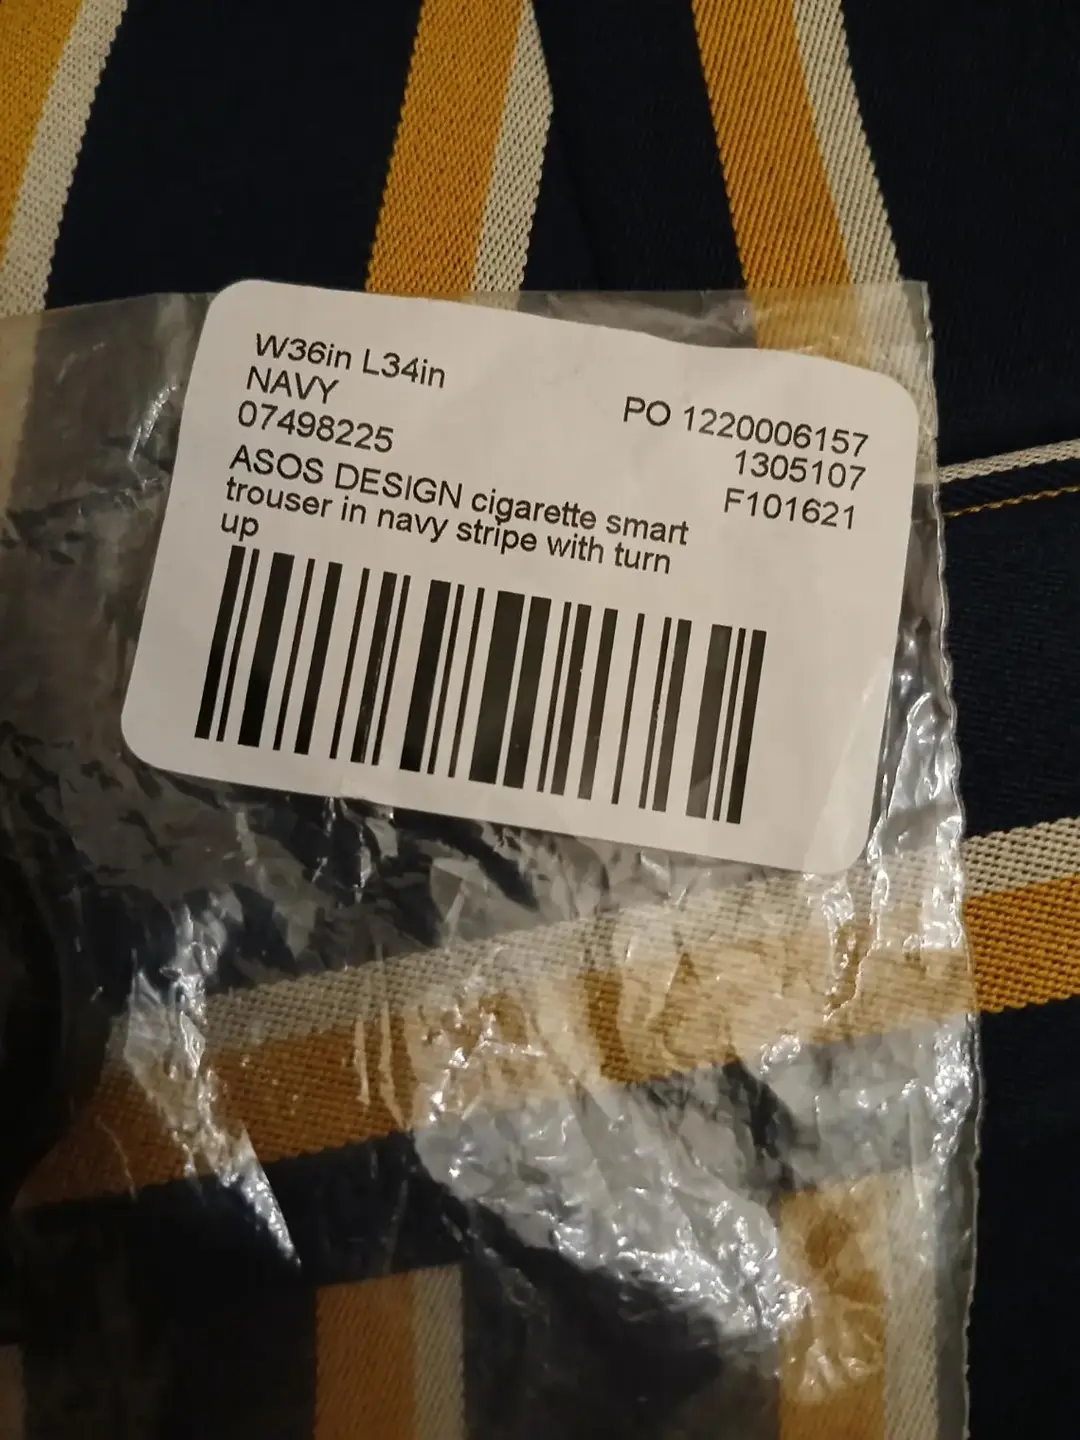 W36in L34in
NAVY
07498225
PO 1220006157
1305107
F101621
ASOS DESIGN cigarette smart
trouser in navy stripe with turn
up